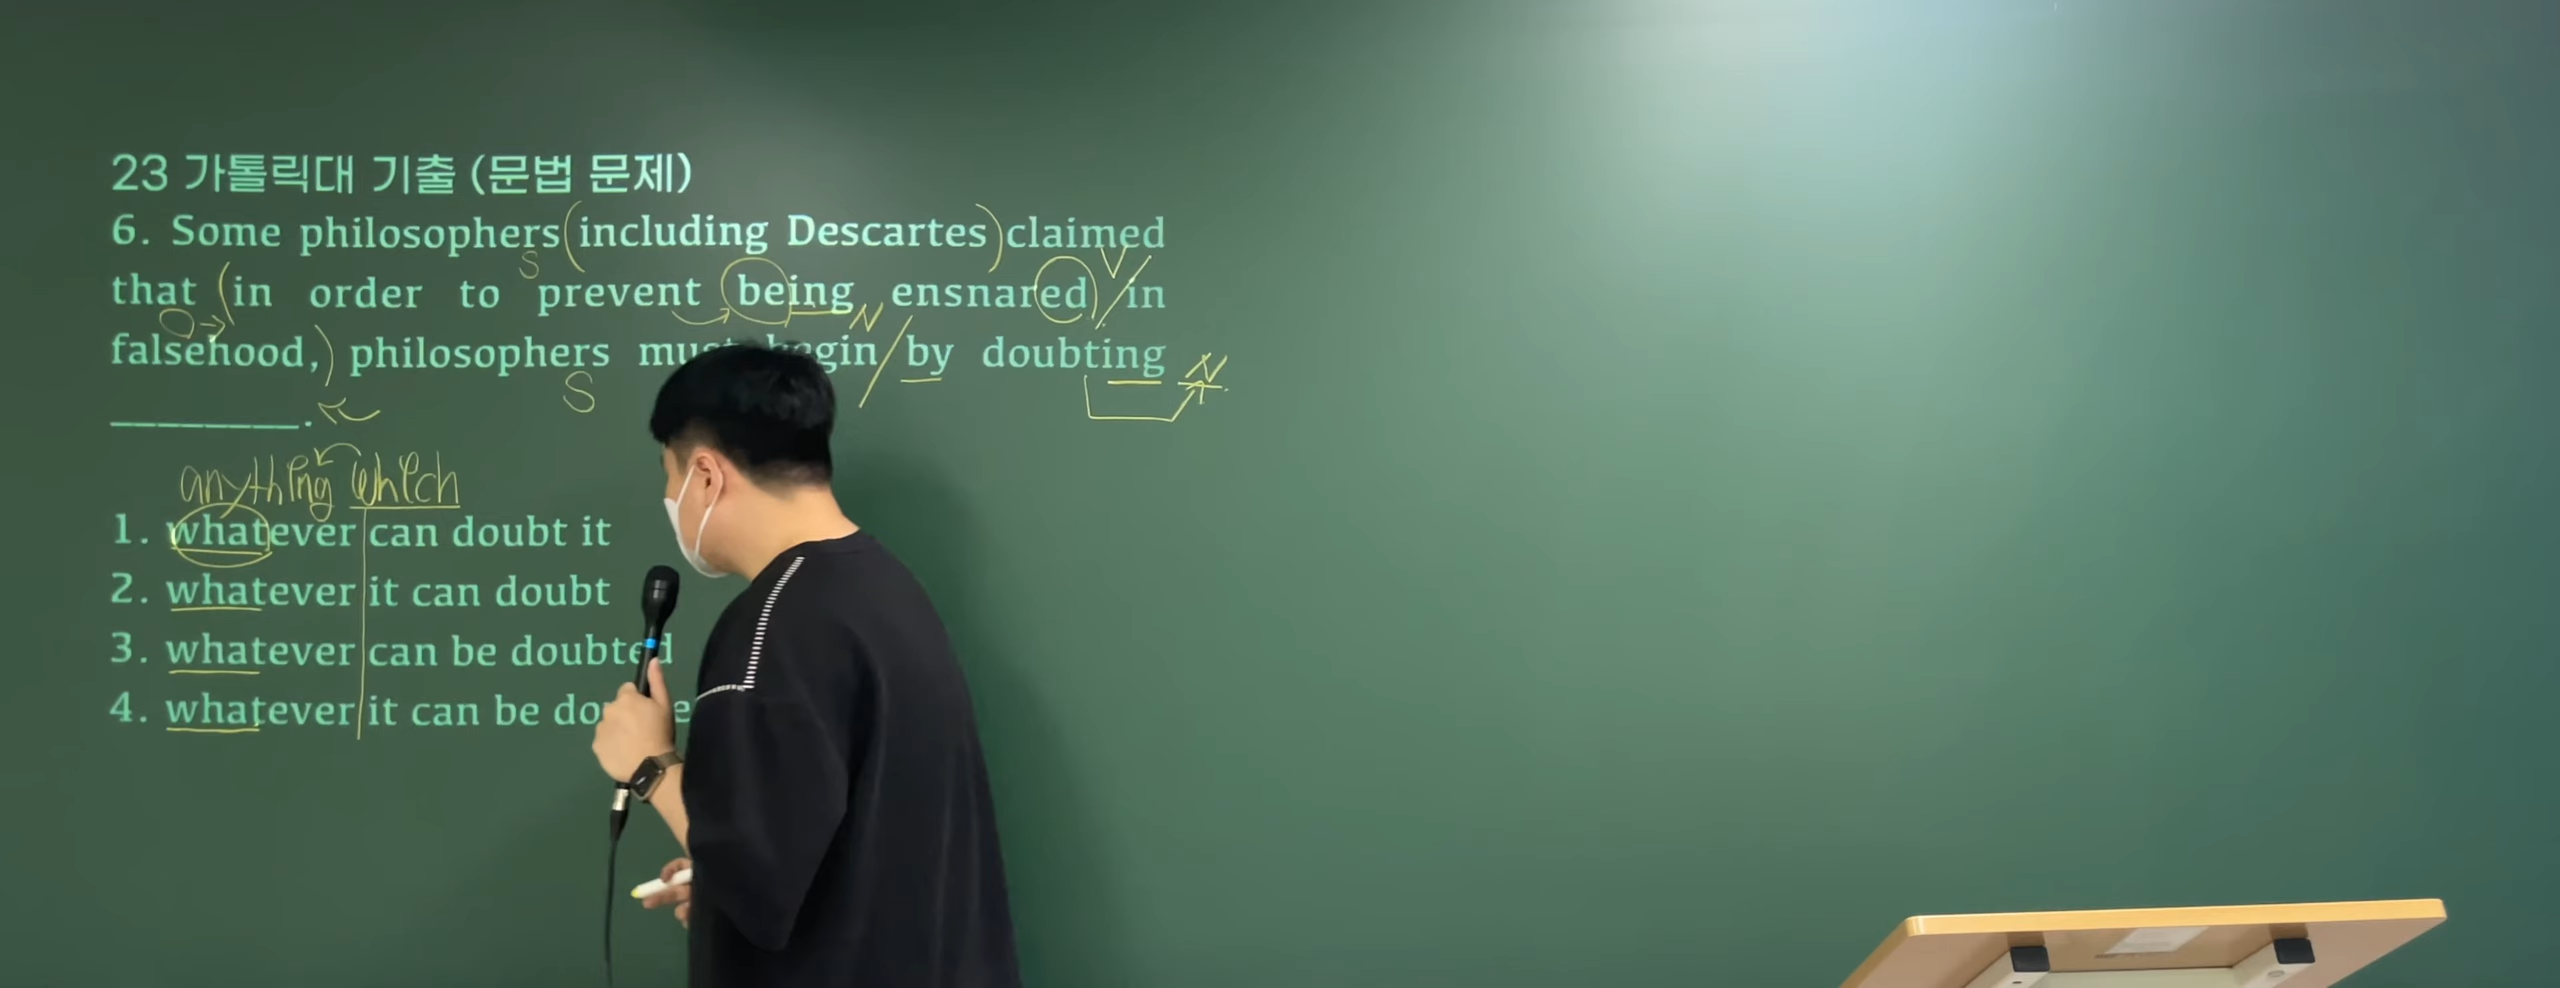 23 가톨릭대 기출 (문법 문제)
6. Some philosophers (including Descartes) claimed
S V
that (in order to prevent being ensnared / in
O → N
falsehood,) philosophers / by doubting N
S
________.
anything which
1. whatever can doubt it
2. whatever it can doubt
3. whatever can be doubted
4. whatever it can be